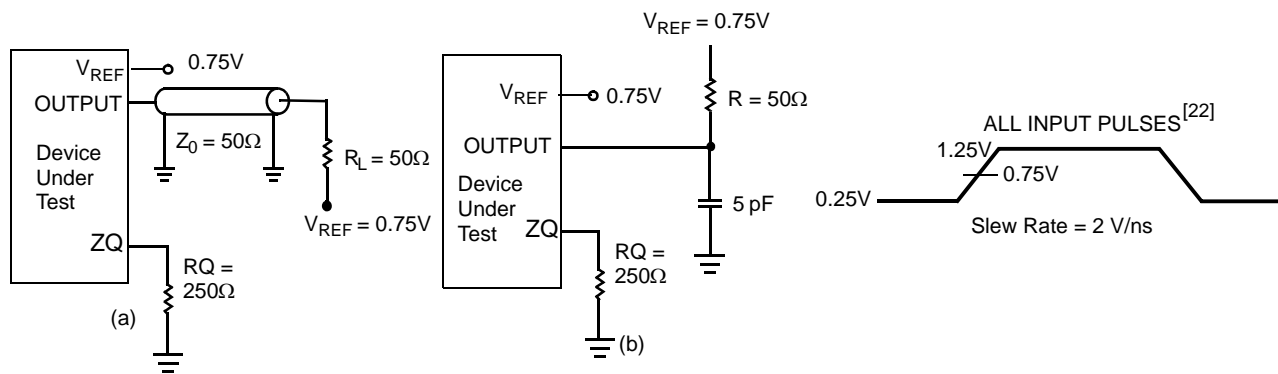 V_REF 0.75V
OUTPUT
Z_0 = 50Ω
Device
Under
Test
R_L = 50Ω
V_REF = 0.75V
ZQ
RQ =
250Ω
(a)
V_REF = 0.75V
V_REF 0.75V
R = 50Ω
OUTPUT
Device
Under
Test
5 pF
ZQ
RQ =
250Ω
(b)
ALL INPUT PULSES[22]
1.25V
0.75V
0.25V
Slew Rate = 2 V/ns